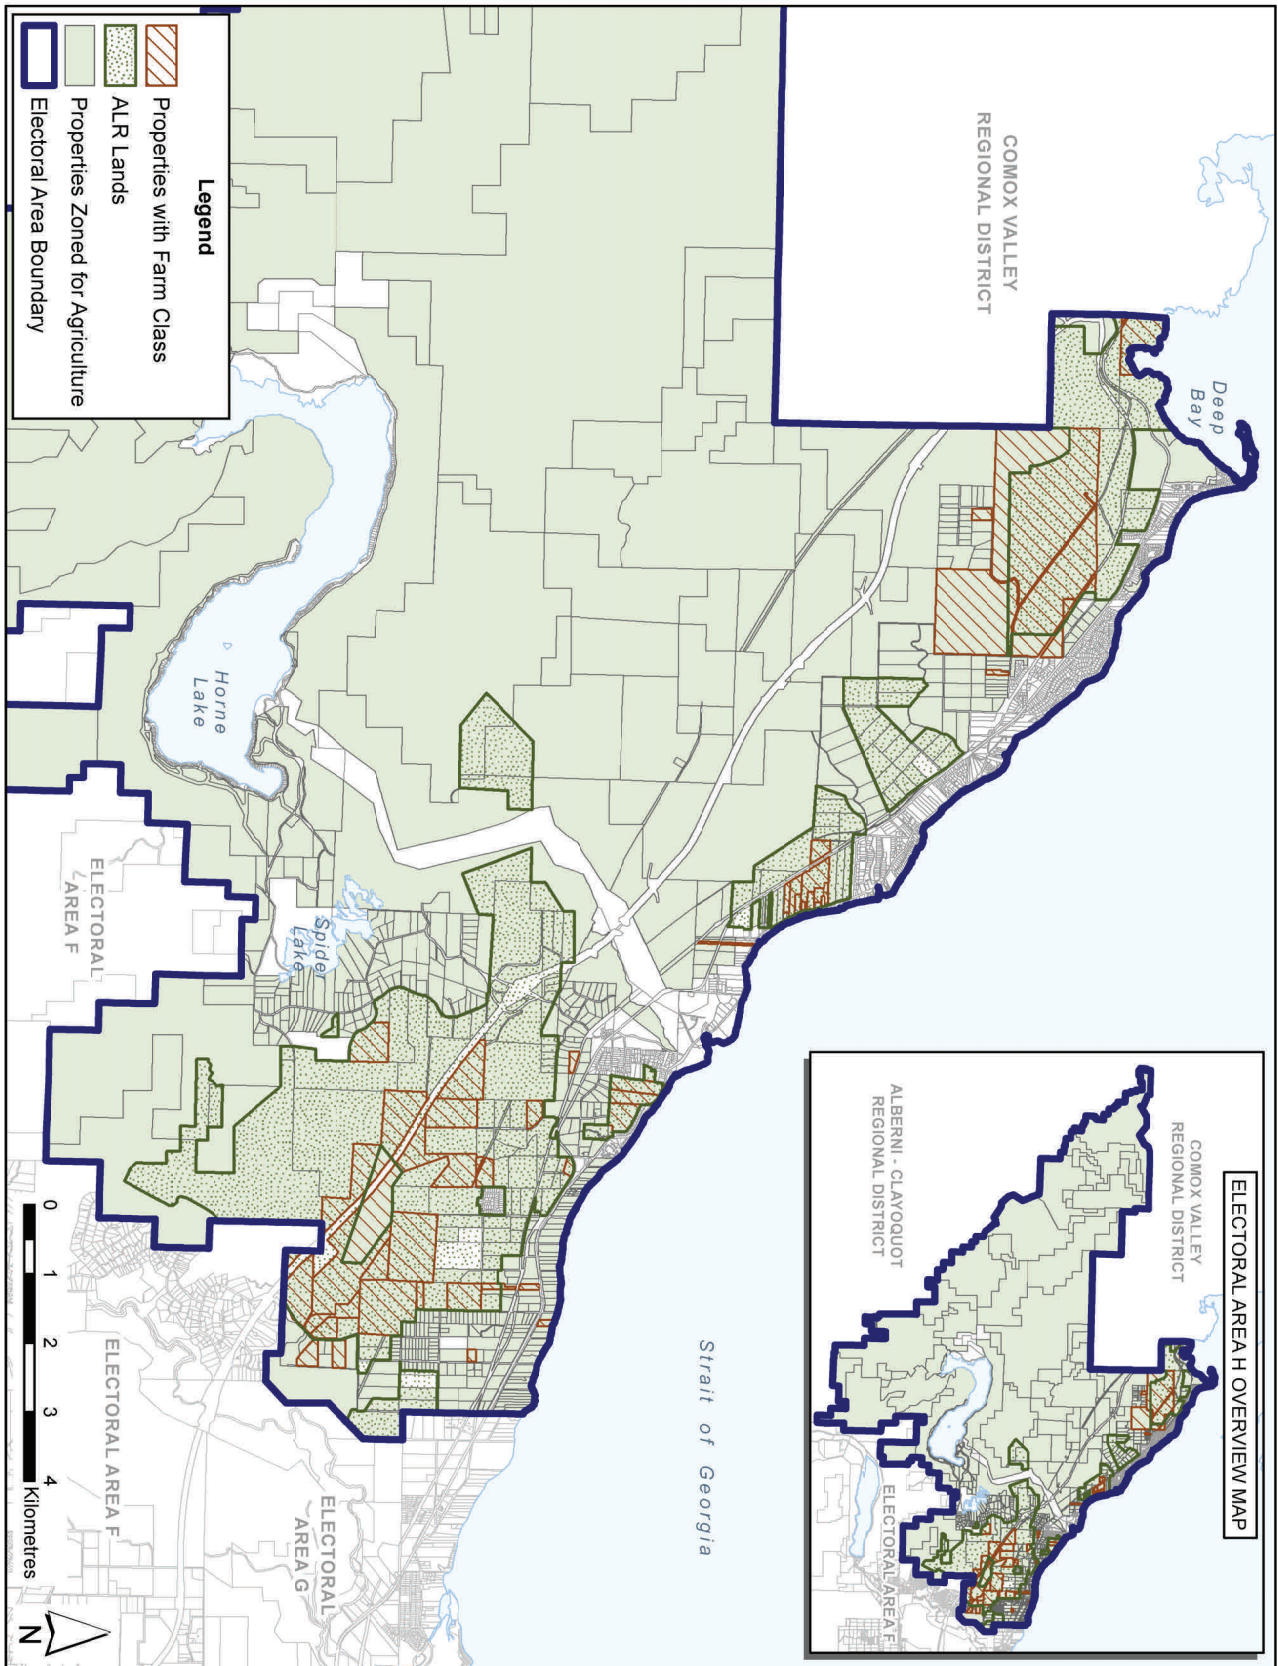 COMOX VALLEY
REGIONAL DISTRICT
Deep
Bay
Horne
Lake
Spider
Lake
ELECTORAL
AREA F
ELECTORAL AREA F
ELECTORAL
AREA G
Strait of Georgia
Legend
Properties with Farm Class
ALR Lands
Properties Zoned for Agriculture
Electoral Area Boundary
ELECTORAL AREA H OVERVIEW MAP
COMOX VALLEY
REGIONAL DISTRICT
ALBERNI - CLAYOQUOT
REGIONAL DISTRICT
ELECTORAL AREA F
0 1 2 3 4
Kilometres
N